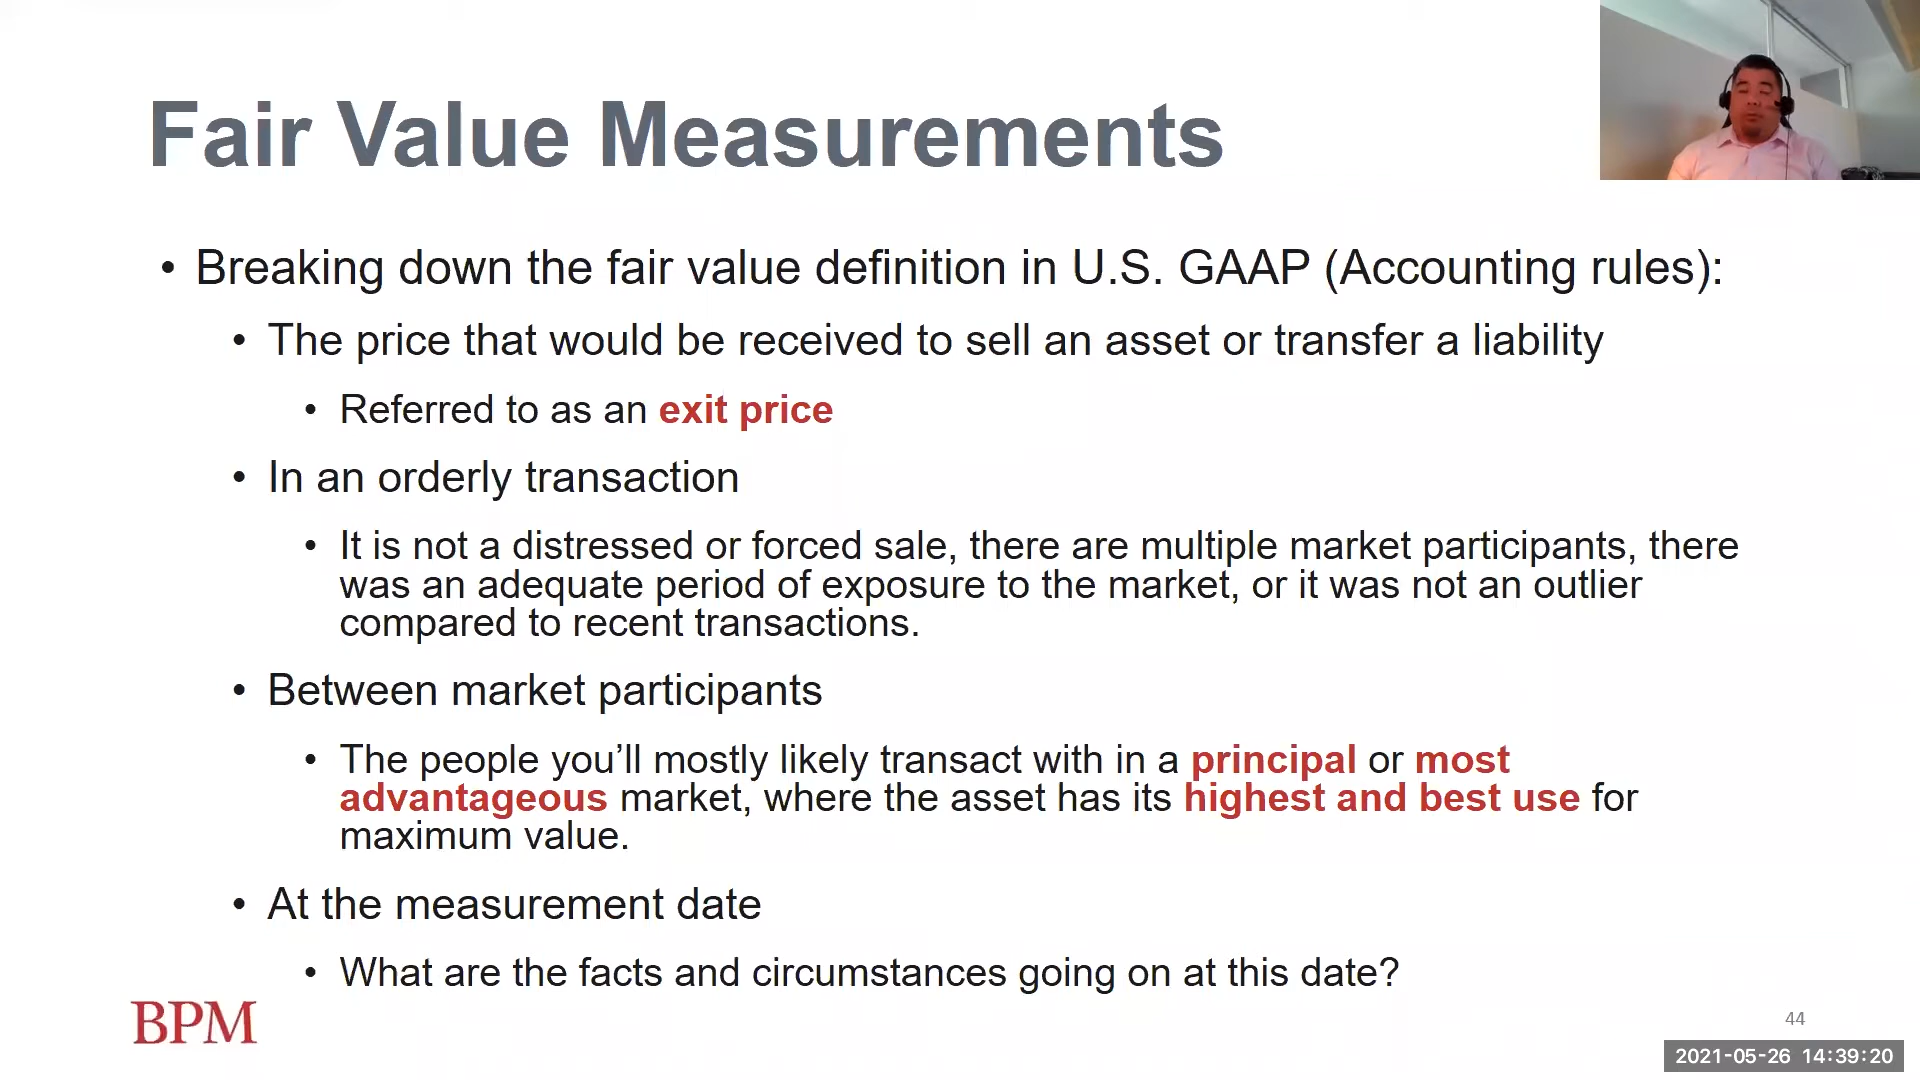 Fair Value Measurements
• Breaking down the fair value definition in U.S. GAAP (Accounting rules):
• The price that would be received to sell an asset or transfer a liability
• Referred to as an exit price
• In an orderly transaction
• It is not a distressed or forced sale, there are multiple market participants, there
was an adequate period of exposure to the market, or it was not an outlier
compared to recent transactions.
• Between market participants
• The people you’ll mostly likely transact with in a principal or most
advantageous market, where the asset has its highest and best use for
maximum value.
• At the measurement date
• What are the facts and circumstances going on at this date?
BPM
44
2021-05-26 14:39:20